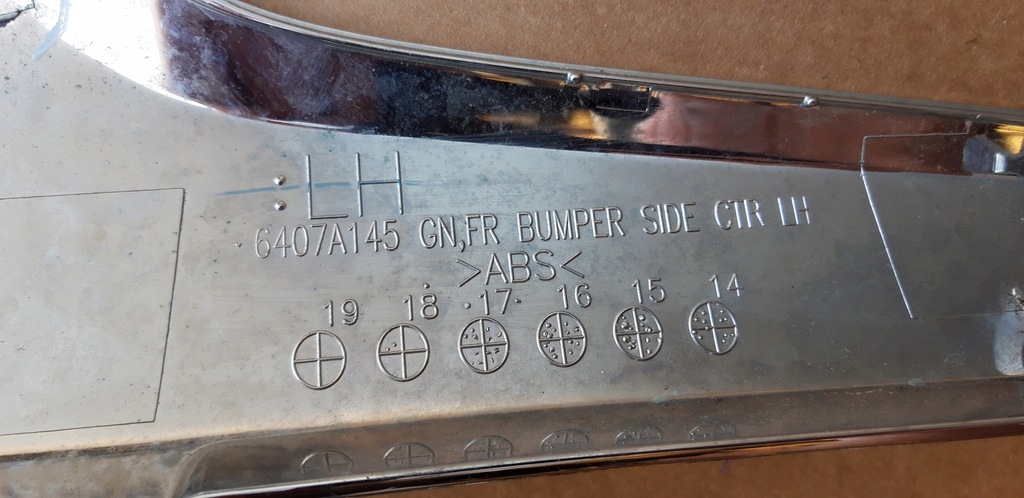 LH
6407A145 GN,FR BUMPER SIDE CTR LH
>ABS<
19 18 ·17· 16 15 14